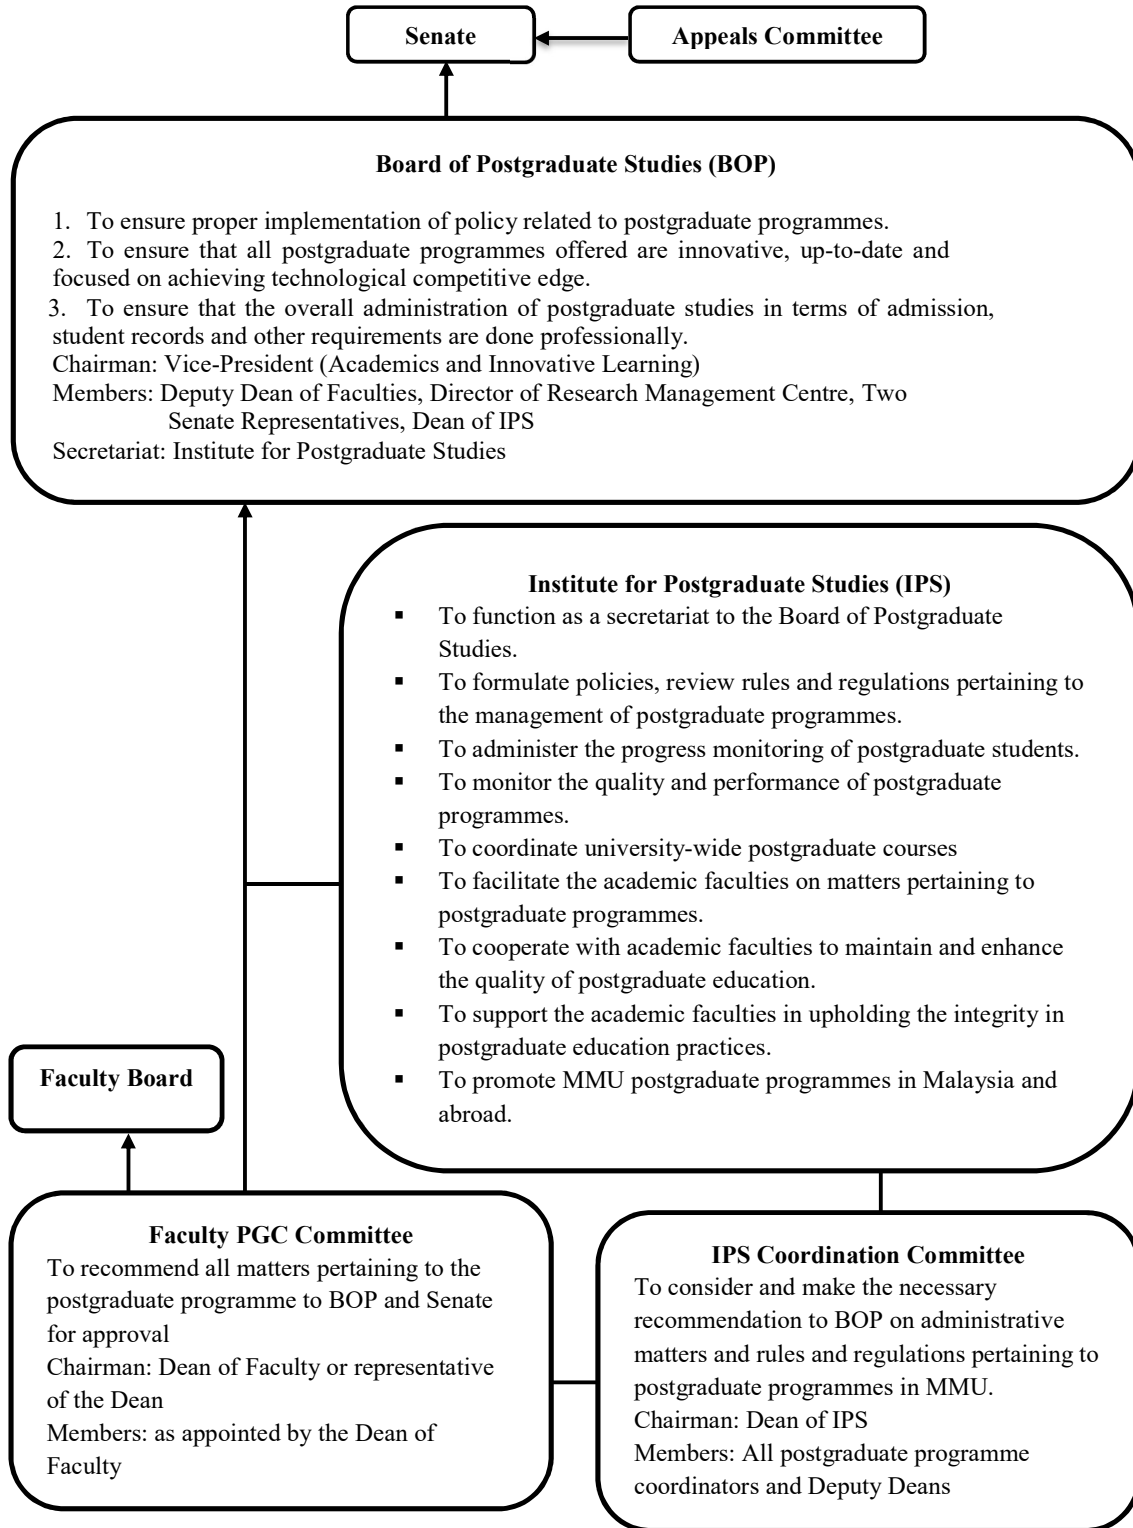 Senate
Appeals Committee
Board of Postgraduate Studies (BOP)
1. To ensure proper implementation of policy related to postgraduate programmes.
2. To ensure that all postgraduate programmes offered are innovative, up-to-date and
focused on achieving technological competitive edge.
3. To ensure that the overall administration of postgraduate studies in terms of admission,
student records and other requirements are done professionally.
Chairman: Vice-President (Academics and Innovative Learning)
Members: Deputy Dean of Faculties, Director of Research Management Centre, Two
Senate Representatives, Dean of IPS
Secretariat: Institute for Postgraduate Studies
Institute for Postgraduate Studies (IPS)
▪ To function as a secretariat to the Board of Postgraduate
Studies.
▪ To formulate policies, review rules and regulations pertaining to
the management of postgraduate programmes.
▪ To administer the progress monitoring of postgraduate students.
▪ To monitor the quality and performance of postgraduate
programmes.
▪ To coordinate university-wide postgraduate courses
▪ To facilitate the academic faculties on matters pertaining to
postgraduate programmes.
▪ To cooperate with academic faculties to maintain and enhance
the quality of postgraduate education.
▪ To support the academic faculties in upholding the integrity in
postgraduate education practices.
▪ To promote MMU postgraduate programmes in Malaysia and
abroad.
Faculty Board
Faculty PGC Committee
To recommend all matters pertaining to the
postgraduate programme to BOP and Senate
for approval
Chairman: Dean of Faculty or representative
of the Dean
Members: as appointed by the Dean of
Faculty
IPS Coordination Committee
To consider and make the necessary
recommendation to BOP on administrative
matters and rules and regulations pertaining to
postgraduate programmes in MMU.
Chairman: Dean of IPS
Members: All postgraduate programme
coordinators and Deputy Deans